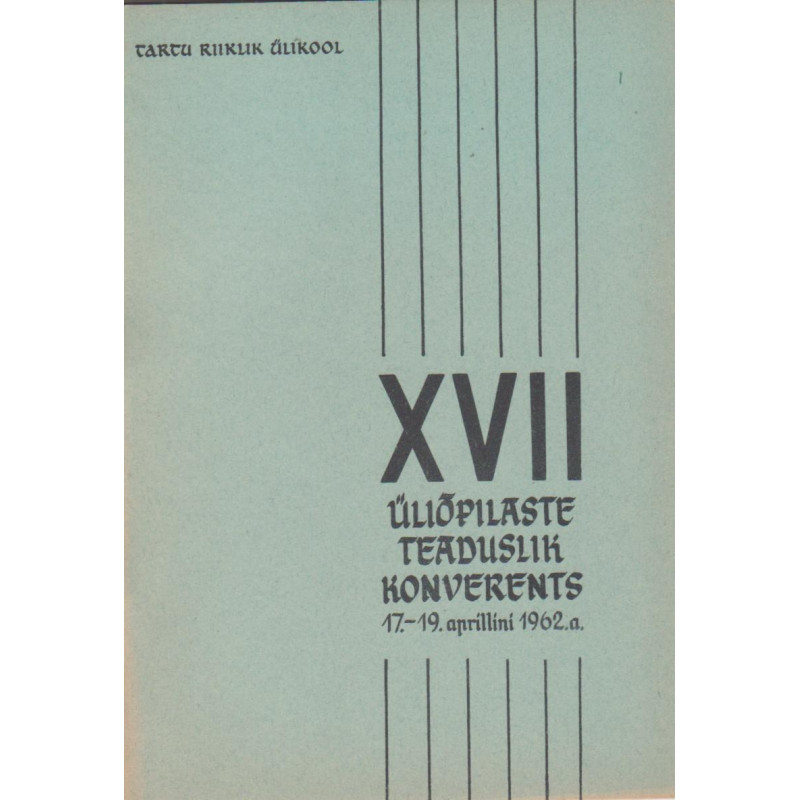 TARTU RIIKLIK ÜLIKOOL
XVII
ÜLIÕPILASTE
TEADUSLIK
KONVERENTS
17.-19. aprillini 1962.a.